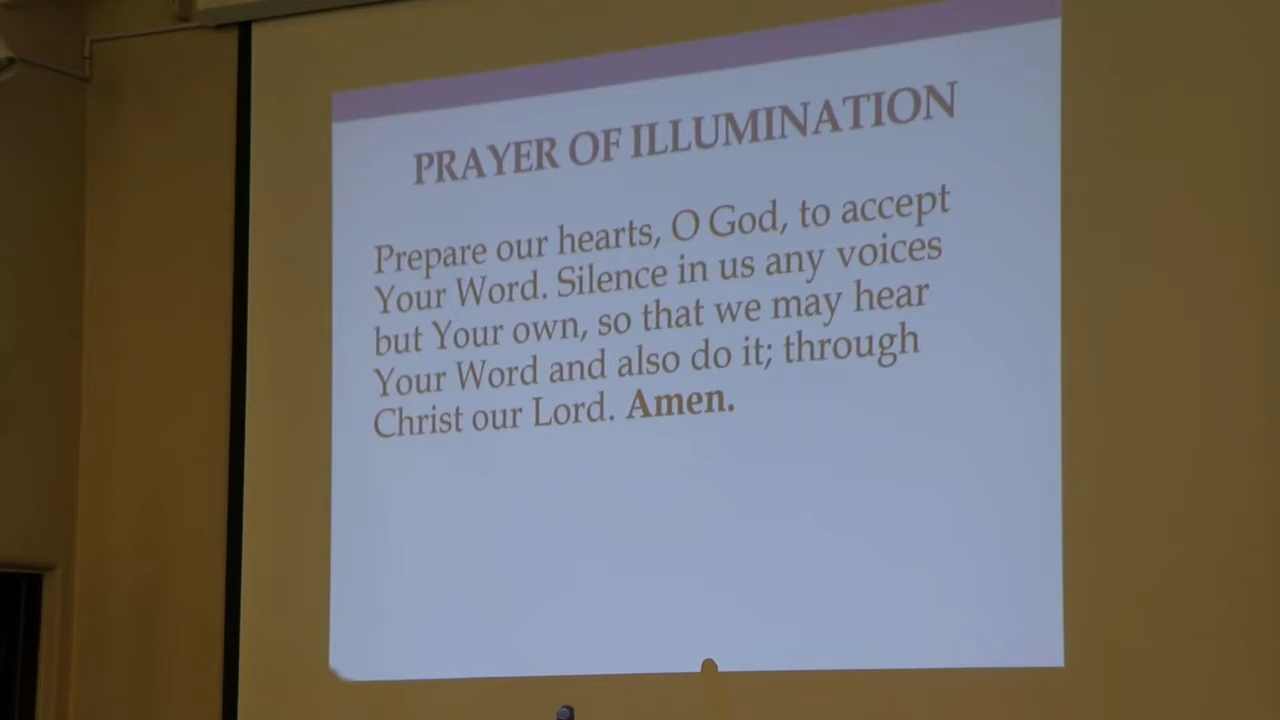 PRAYER OF ILLUMINATION
Prepare our hearts, O God, to accept
Your Word. Silence in us any voices
but Your own, so that we may hear
Your Word and also do it; through
Christ our Lord. Amen.